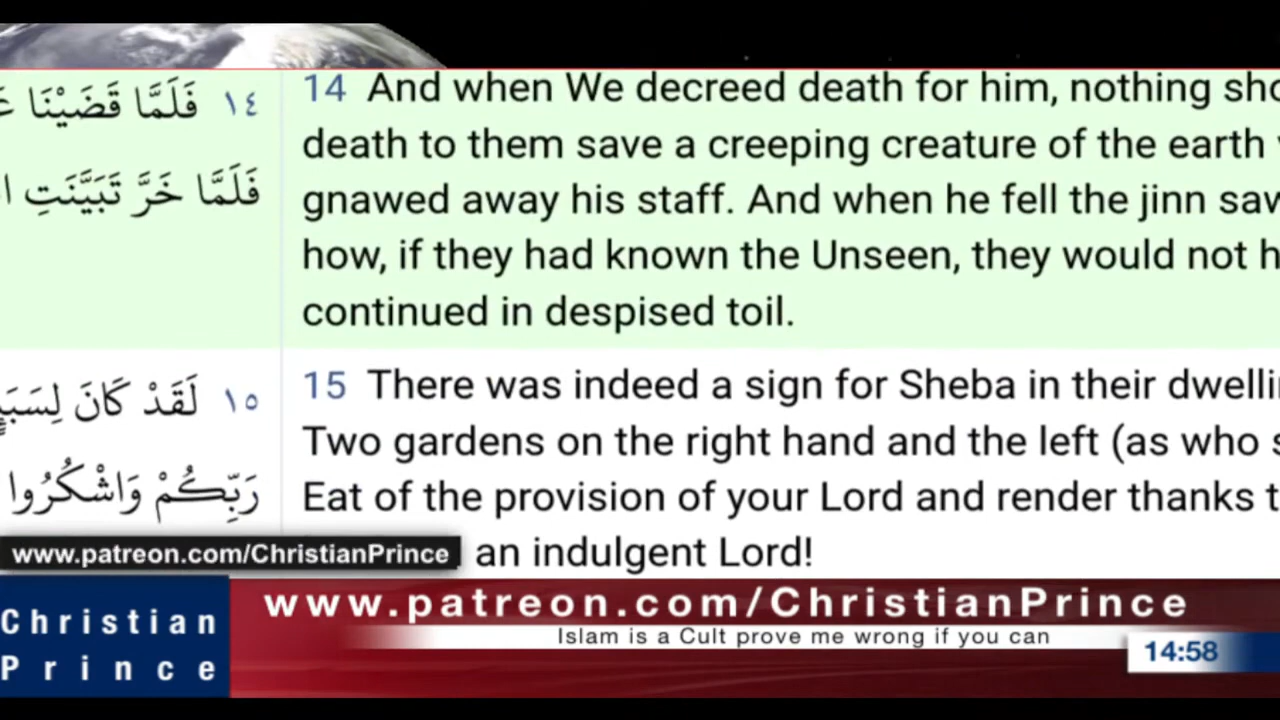 ١٤ فَلَمَّا قَضَيْنَا
فَلَمَّا خَرَّ تَبَيَّنَتِ
14 And when We decreed death for him, nothing sho
death to them save a creeping creature of the earth
gnawed away his staff. And when he fell the jinn saw
how, if they had known the Unseen, they would not h
continued in despised toil.
١٥ لَقَدْ كَانَ لِسَبَإٍ
رَبِّكُمْ وَاشْكُرُوا
15 There was indeed a sign for Sheba in their dwelli
Two gardens on the right hand and the left (as who s
Eat of the provision of your Lord and render thanks t
an indulgent Lord!
www.patreon.com/ChristianPrince
Christian
Prince
www.patreon.com/ChristianPrince
Islam is a Cult prove me wrong if you can
14:58